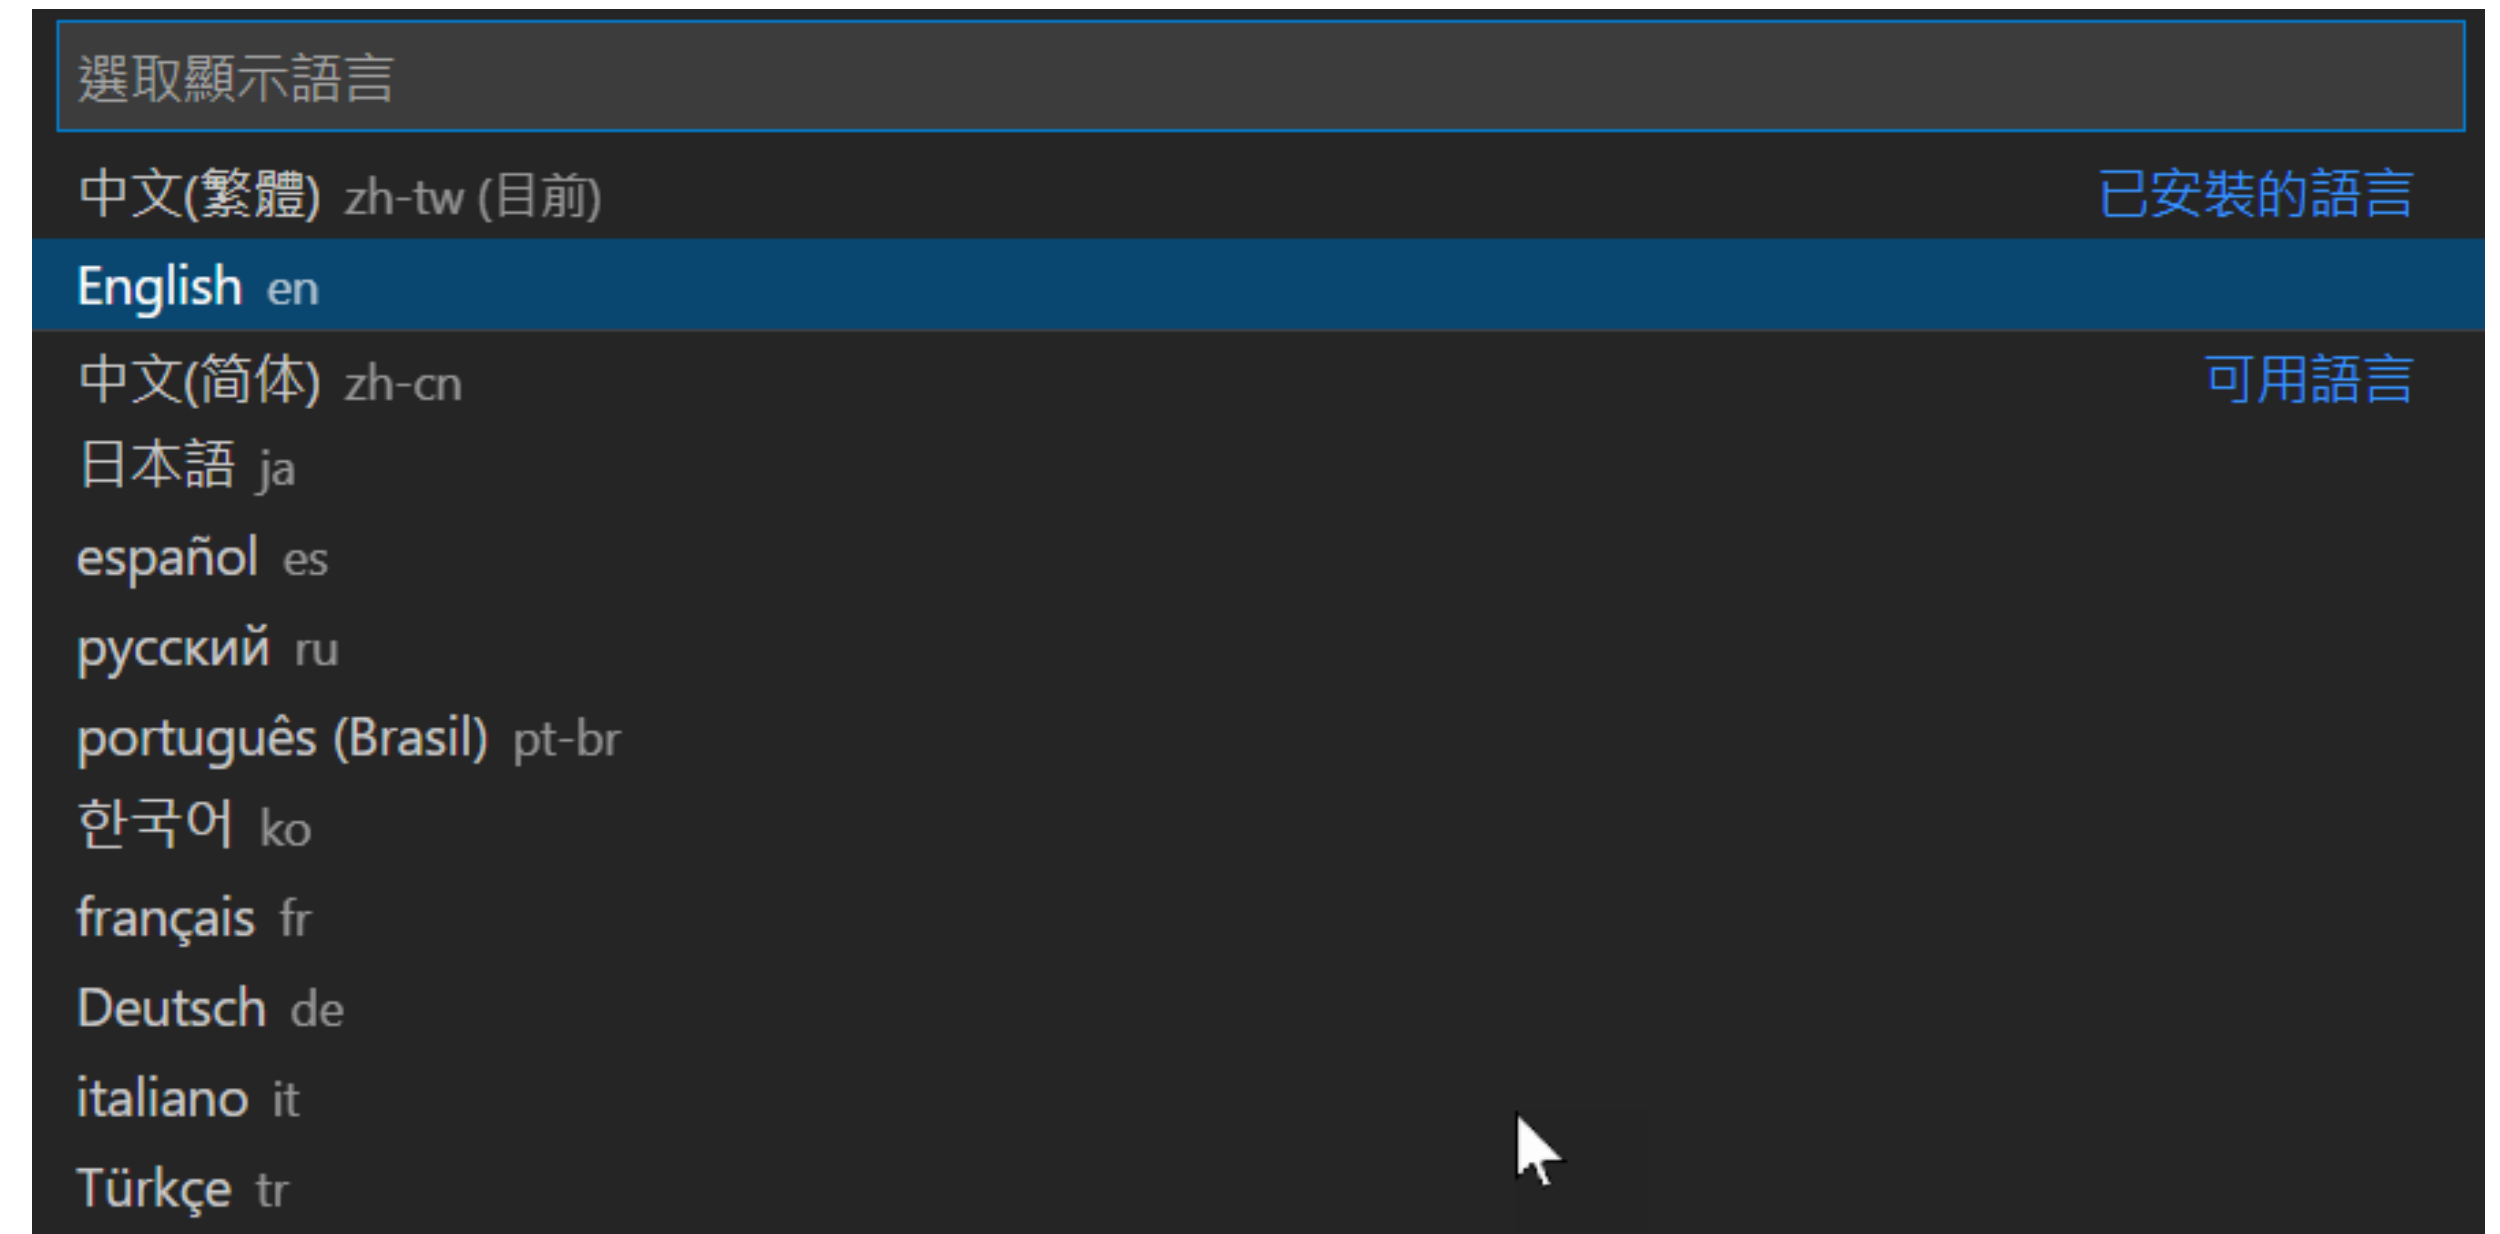 選取顯示語言
中文(繁體) zh-tw (目前) 已安裝的語言
English en
中文(简体) zh-cn 可用語言
日本語 ja
español es
русский ru
português (Brasil) pt-br
한국어 ko
français fr
Deutsch de
italiano it
Türkçe tr